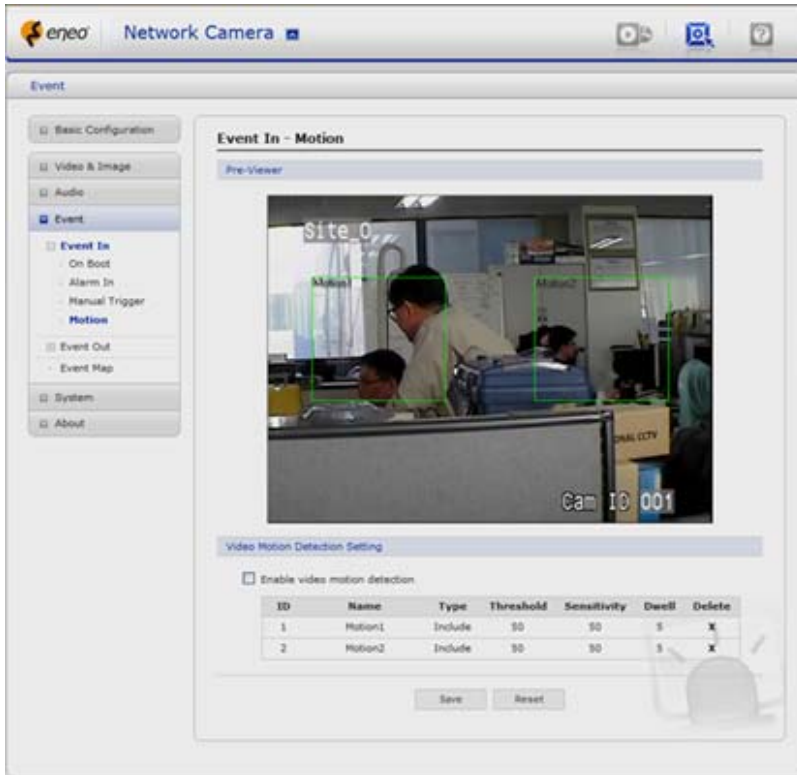 eneo Network Camera
Event
Basic Configuration
Video & Image
Audio
Event
Event In
On Boot
Alarm In
Manual Trigger
Motion
Event Out
Event Map
System
About
Event In - Motion
Pre-Viewer
Site_0
Motion1 Motion2
ONAL CCTV
Cam ID 001
Video Motion Detection Setting
Enable video motion detection
ID Name Type Threshold Sensitivity Dwell Delete
1 Motion1 Include 50 50 5 X
2 Motion2 Include 50 50 5 X
Save Reset